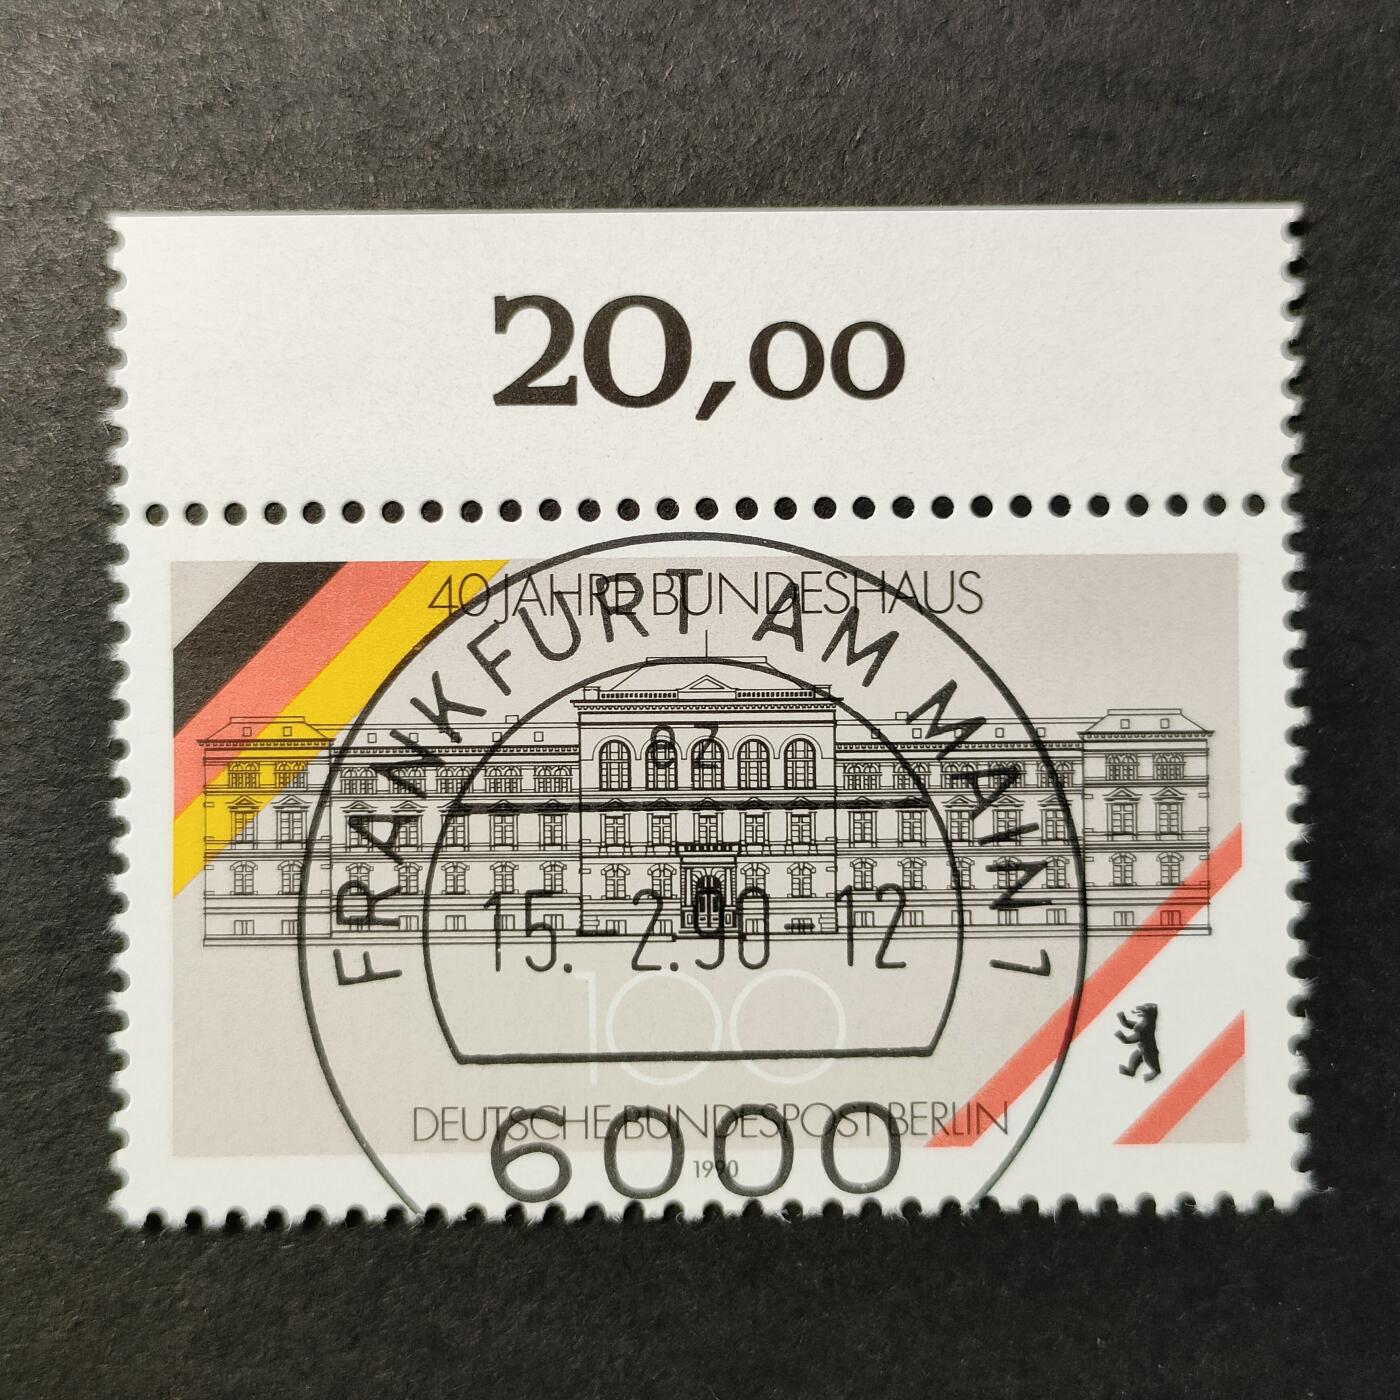 20,00
40 JAHRE BUNDESHAUS
FRANKFURT AM MAIN 1
cz
15. 2.90 12
100
DEUTSCHE BUNDESPOST BERLIN
6000
1990